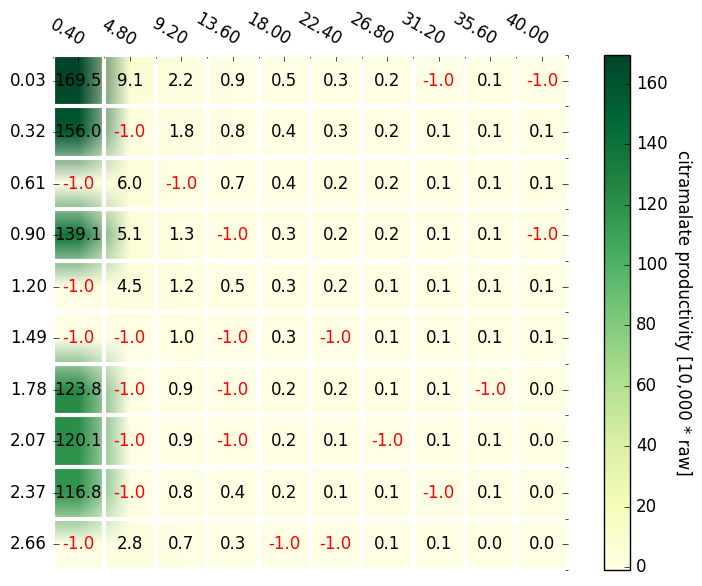 0.40 4.80 9.20 13.60 18.00 22.40 26.80 31.20 35.60 40.00
0.03 169.5 9.1 2.2 0.9 0.5 0.3 0.2 -1.0 0.1 -1.0
0.32 156.0 -1.0 1.8 0.8 0.4 0.3 0.2 0.1 0.1 0.1
0.61 -1.0 6.0 -1.0 0.7 0.4 0.2 0.2 0.1 0.1 0.1
0.90 139.1 5.1 1.3 -1.0 0.3 0.2 0.2 0.1 0.1 -1.0
1.20 -1.0 4.5 1.2 0.5 0.3 0.2 0.1 0.1 0.1 0.1
1.49 -1.0 -1.0 1.0 -1.0 0.3 -1.0 0.1 0.1 0.1 0.1
1.78 123.8 -1.0 0.9 -1.0 0.2 0.2 0.1 0.1 -1.0 0.0
2.07 120.1 -1.0 0.9 -1.0 0.2 0.1 -1.0 0.1 0.1 0.0
2.37 116.8 -1.0 0.8 0.4 0.2 0.1 0.1 -1.0 0.1 0.0
2.66 -1.0 2.8 0.7 0.3 -1.0 -1.0 0.1 0.1 0.0 0.0
160
140
120
100
80
60
40
20
0
citramalate productivity [10,000 * raw]